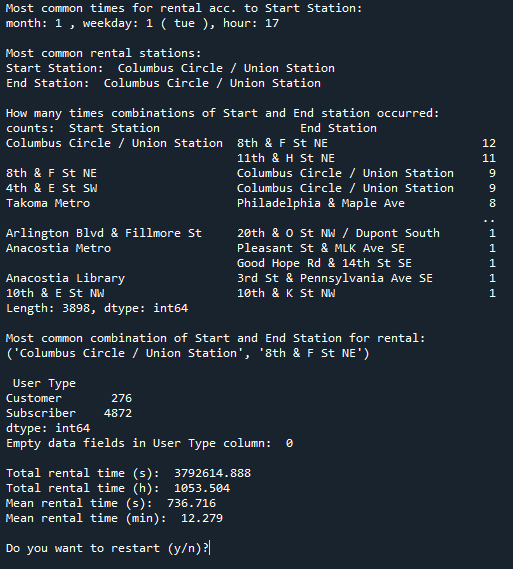 Most common times for rental acc. to Start Station:
month: 1 , weekday: 1 ( tue ), hour: 17
Most common rental stations:
Start Station:  Columbus Circle / Union Station
End Station:  Columbus Circle / Union Station
How many times combinations of Start and End station occurred:
counts:  Start Station                    End Station
Columbus Circle / Union Station  8th & F St NE                      12
                                 11th & H St NE                     11
8th & F St NE                    Columbus Circle / Union Station     9
4th & E St SW                    Columbus Circle / Union Station     9
Takoma Metro                     Philadelphia & Maple Ave            8
                                                                    ..
Arlington Blvd & Fillmore St     20th & O St NW / Dupont South       1
Anacostia Metro                  Pleasant St & MLK Ave SE            1
                                 Good Hope Rd & 14th St SE           1
Anacostia Library                3rd St & Pennsylvania Ave SE        1
10th & E St NW                   10th & K St NW                      1
Length: 3898, dtype: int64
Most common combination of Start and End Station for rental:
('Columbus Circle / Union Station', '8th & F St NE')
 User Type
Customer       276
Subscriber    4872
dtype: int64
Empty data fields in User Type column:  0
Total rental time (s):  3792614.888
Total rental time (h):  1053.504
Mean rental time (s):  736.716
Mean rental time (min):  12.279
Do you want to restart (y/n)?